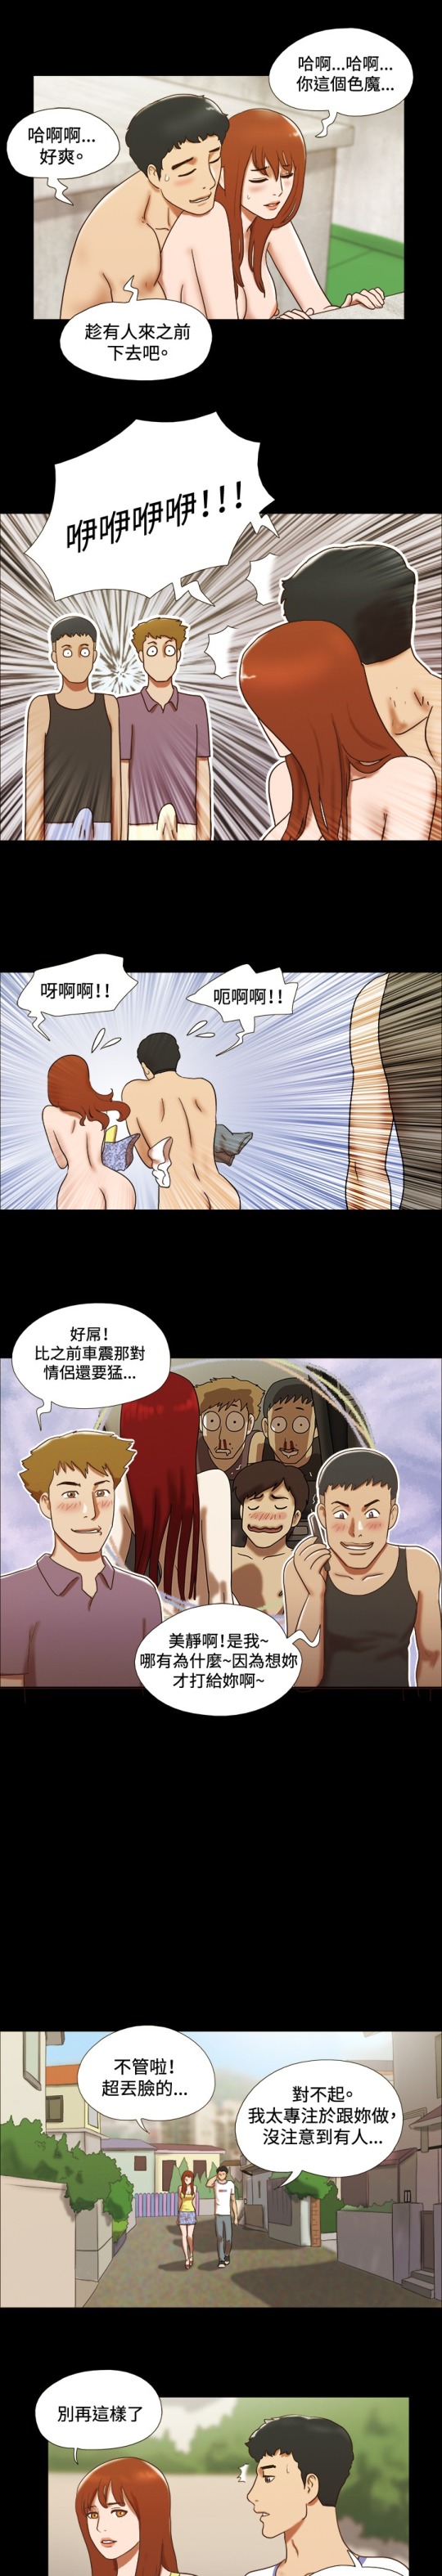 哈啊...哈啊...
你這個色魔...
哈啊啊...
好爽。
趁有人來之前
下去吧。
咿咿咿咿!!!
呀啊啊!!
呃啊啊!!
好屌!
比之前車震那對
情侶還要猛...
美靜啊!是我~
哪有為什麼~因為想妳
才打給妳啊~
不管啦!
超丟臉的...
對不起。
我太專注於跟妳做,
沒注意到有人...
別再這樣了